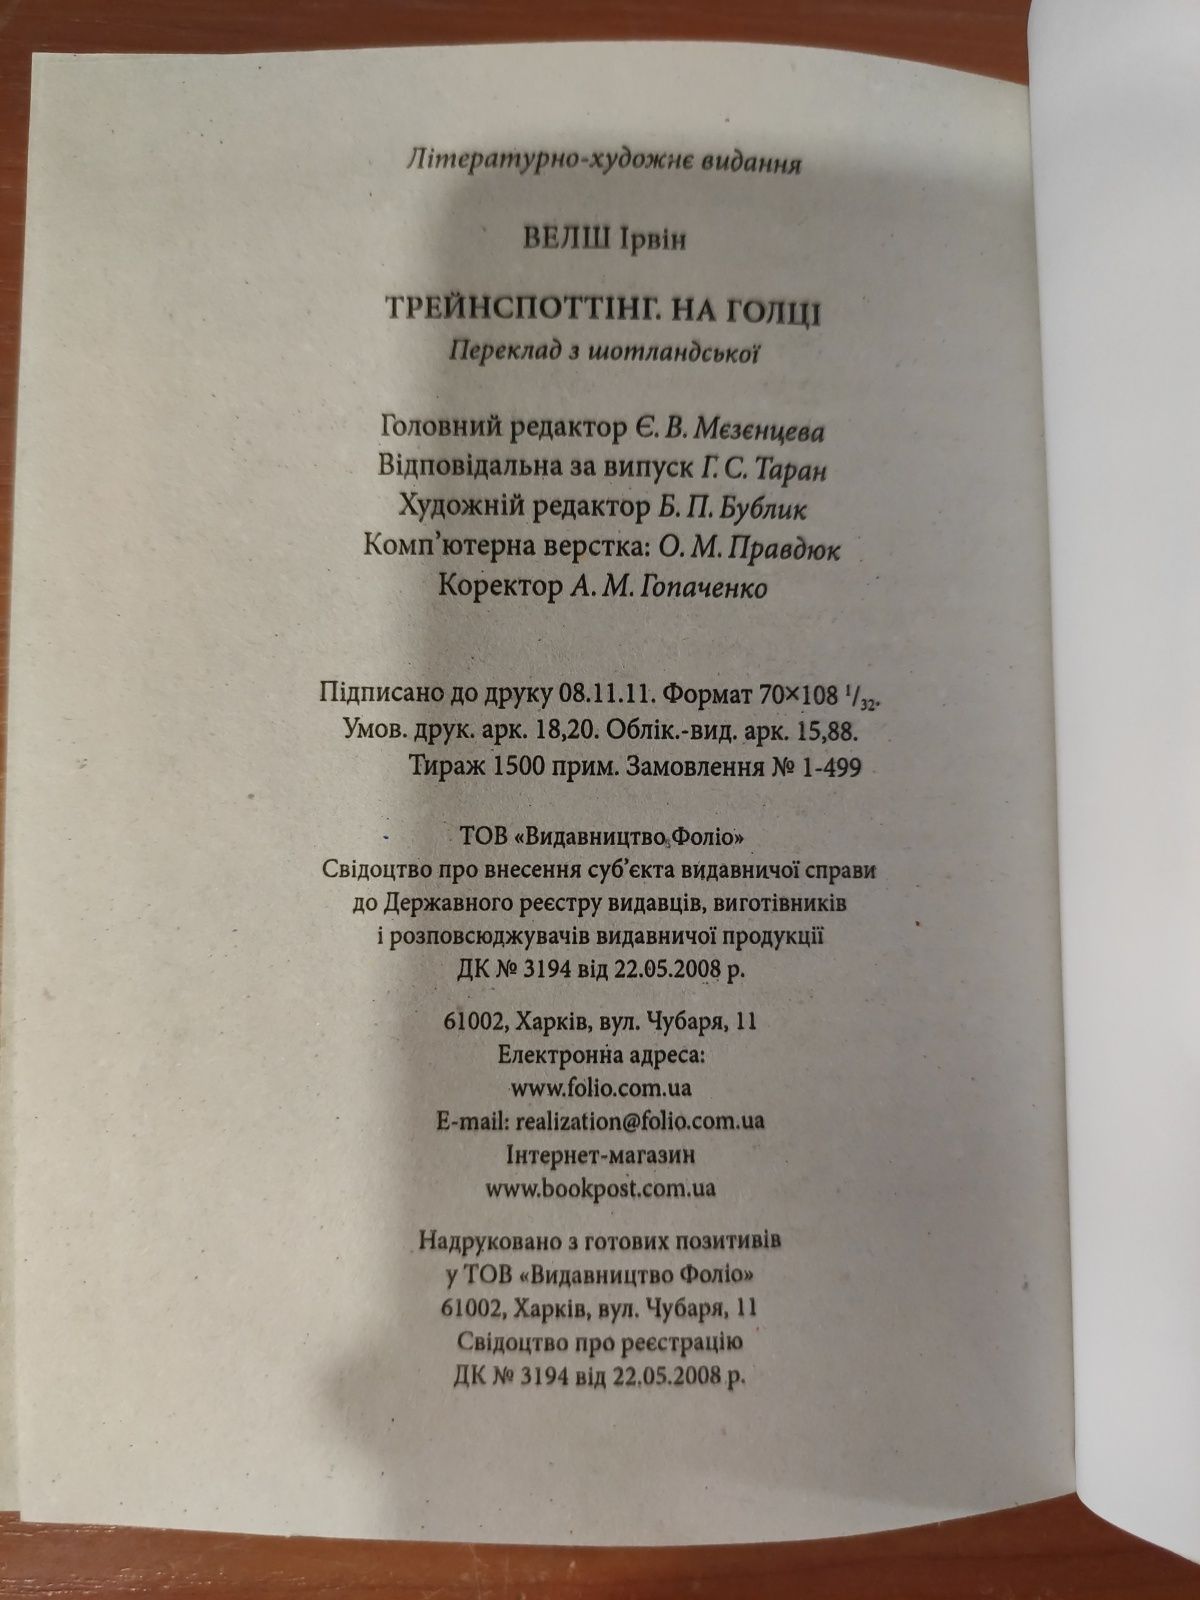 Літературно-художнє видання
ВЕЛШ Ірвін
ТРЕЙНСПОТТІНГ. НА ГОЛЦІ
Переклад з шотландської
Головний редактор Є. В. Мєзєнцева
Відповідальна за випуск Г. С. Таран
Художній редактор Б. П. Бублик
Комп’ютерна верстка: О. М. Правдюк
Коректор А. М. Гопаченко
Підписано до друку 08.11.11. Формат 70×108 1/32.
Умов. друк. арк. 18,20. Облік.-вид. арк. 15,88.
Тираж 1500 прим. Замовлення № 1-499
ТОВ «Видавництво Фоліо»
Свідоцтво про внесення суб’єкта видавничої справи
до Державного реєстру видавців, виготівників
і розповсюджувачів видавничої продукції
ДК № 3194 від 22.05.2008 р.
61002, Харків, вул. Чубаря, 11
Електронна адреса:
www.folio.com.ua
E-mail: realization@folio.com.ua
Інтернет-магазин
www.bookpost.com.ua
Надруковано з готових позитивів
у ТОВ «Видавництво Фоліо»
61002, Харків, вул. Чубаря, 11
Свідоцтво про реєстрацію
ДК № 3194 від 22.05.2008 р.